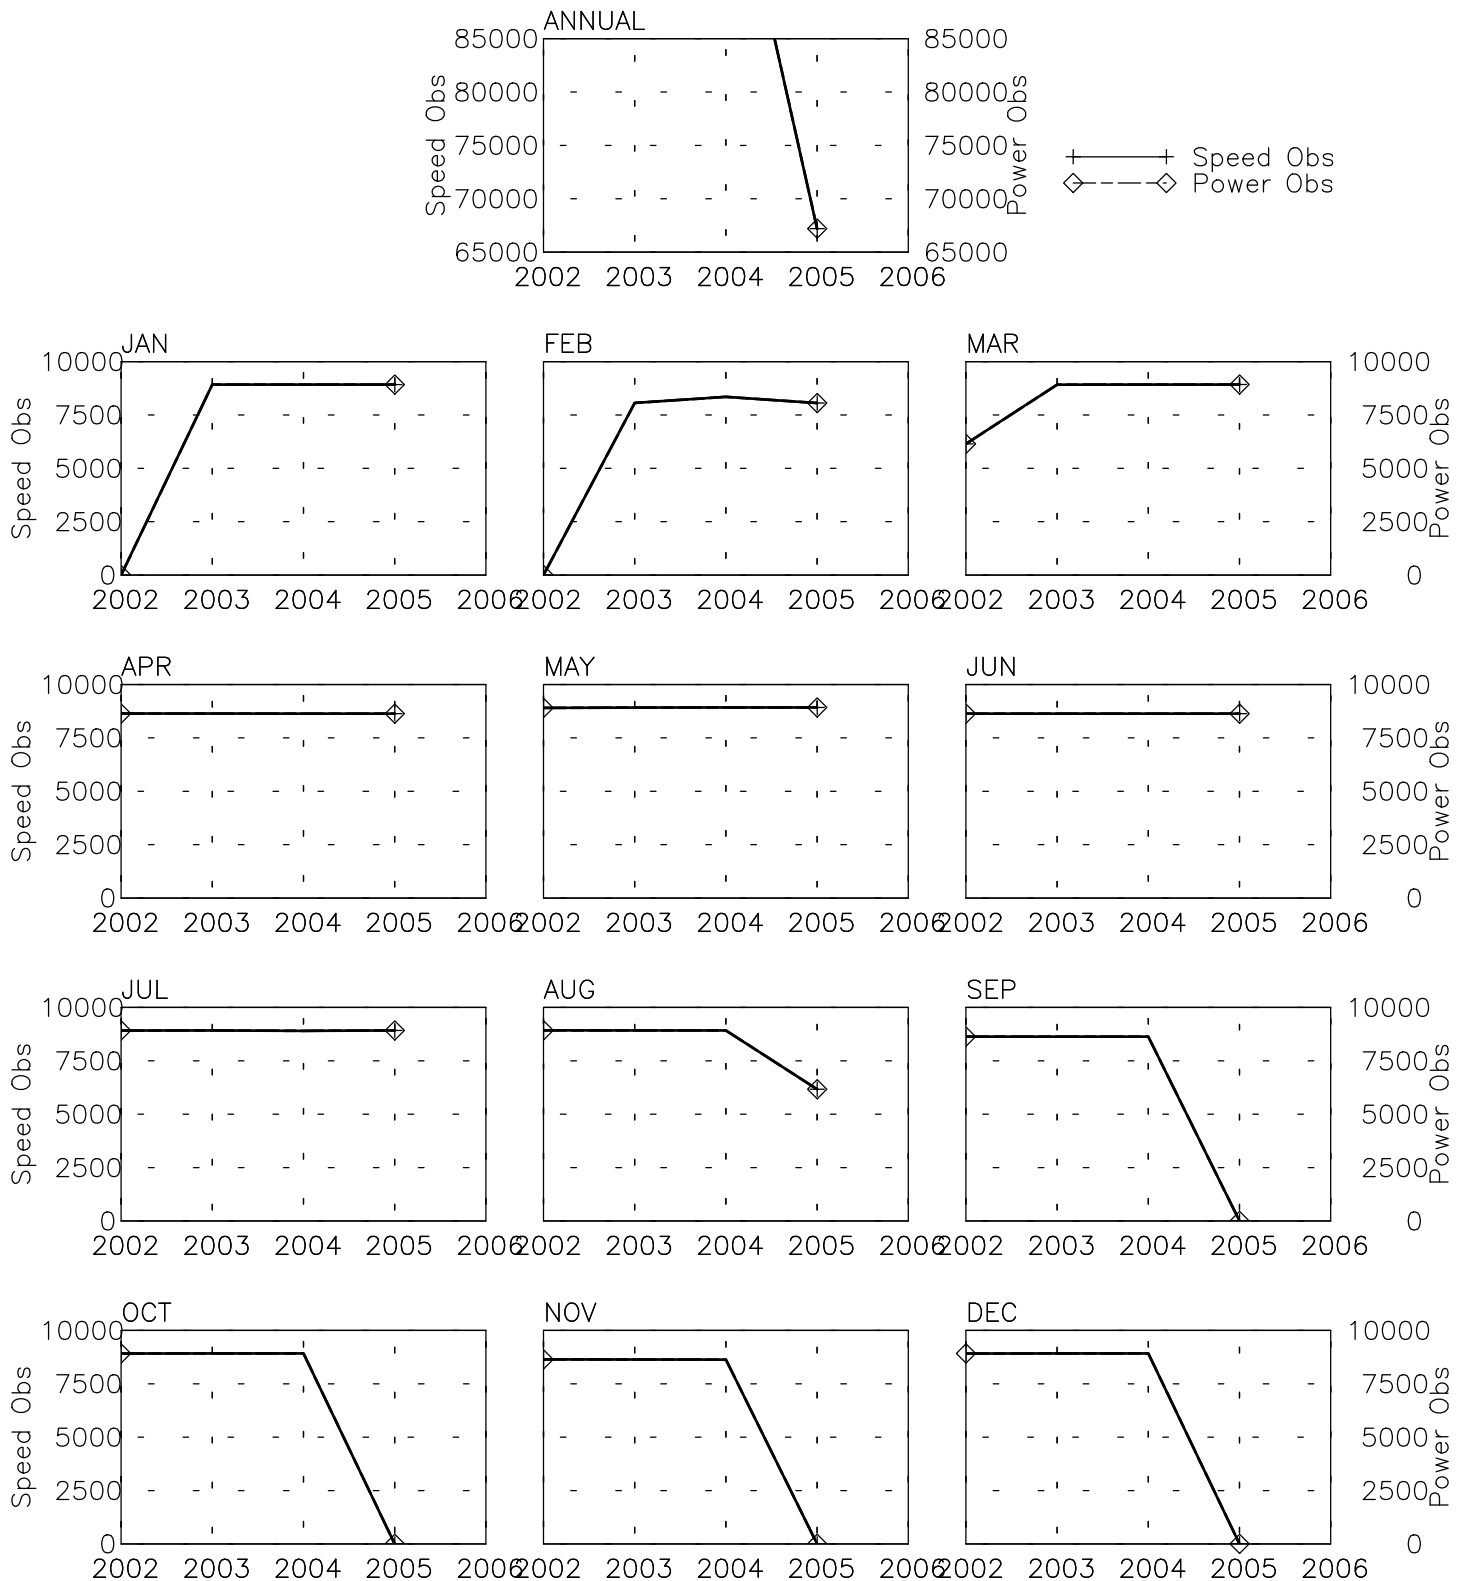 ANNUAL
85000 85000
80000 80000
75000 75000
70000 70000
65000 65000
Speed Obs
Power Obs
2002 2003 2004 2005 2006
Speed Obs
Power Obs
JAN FEB MAR
10000 10000
7500 7500
5000 5000
2500 2500
0 0
Speed Obs
Power Obs
2002 2003 2004 2005 2006 2002 2003 2004 2005 2006 2002 2003 2004 2005 2006
APR MAY JUN
10000 10000
7500 7500
5000 5000
2500 2500
0 0
Speed Obs
Power Obs
2002 2003 2004 2005 2006 2002 2003 2004 2005 2006 2002 2003 2004 2005 2006
JUL AUG SEP
10000 10000
7500 7500
5000 5000
2500 2500
0 0
Speed Obs
Power Obs
2002 2003 2004 2005 2006 2002 2003 2004 2005 2006 2002 2003 2004 2005 2006
OCT NOV DEC
10000 10000
7500 7500
5000 5000
2500 2500
0 0
Speed Obs
Power Obs
2002 2003 2004 2005 2006 2002 2003 2004 2005 2006 2002 2003 2004 2005 2006